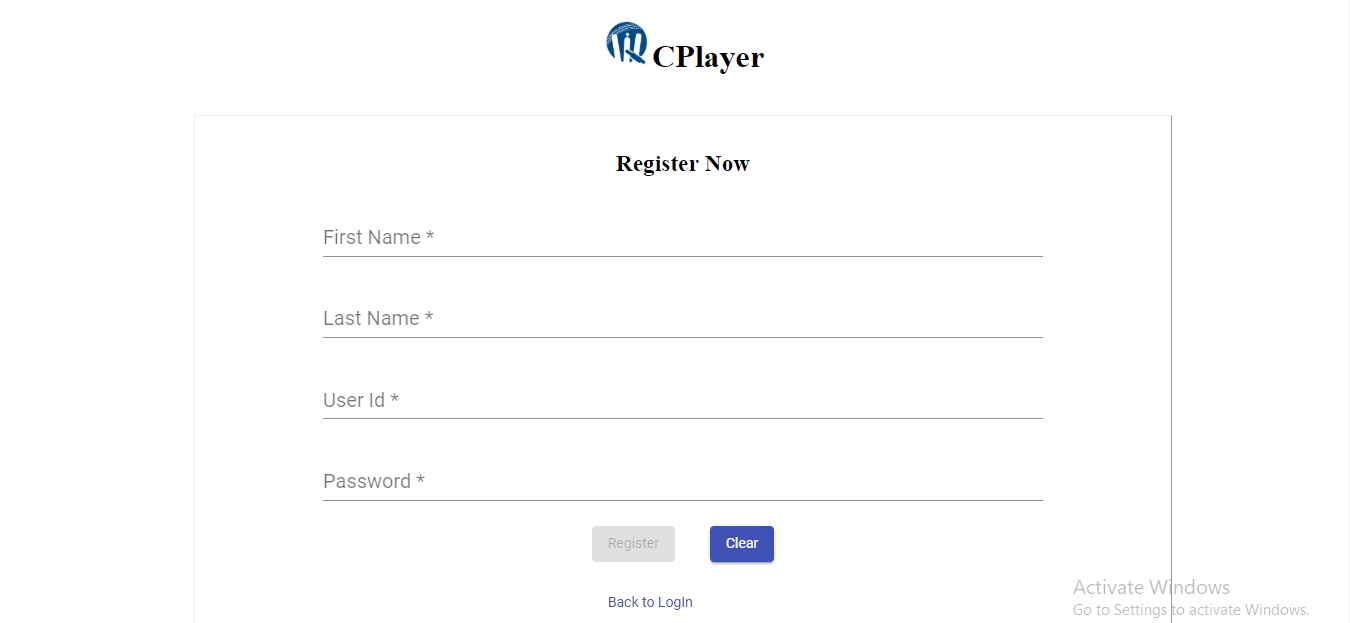 CPlayer
Register Now
First Name *
Last Name *
User Id *
Password *
Register
Clear
Back to LogIn
Activate Windows
Go to Settings to activate Windows.